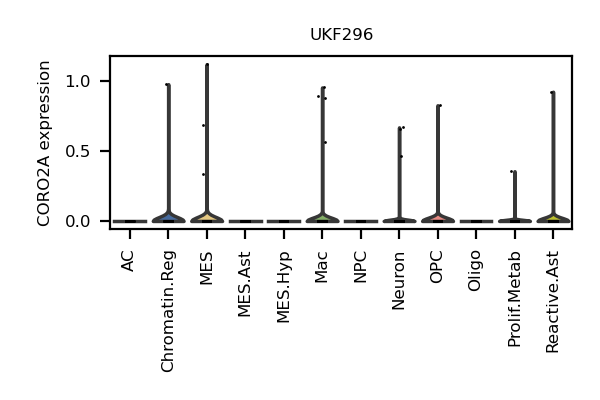 UKF296
CORO2A expression
1.0
0.5
0.0
AC
Chromatin.Reg
MES
MES.Ast
MES.Hyp
Mac
NPC
Neuron
OPC
Oligo
Prolif.Metab
Reactive.Ast